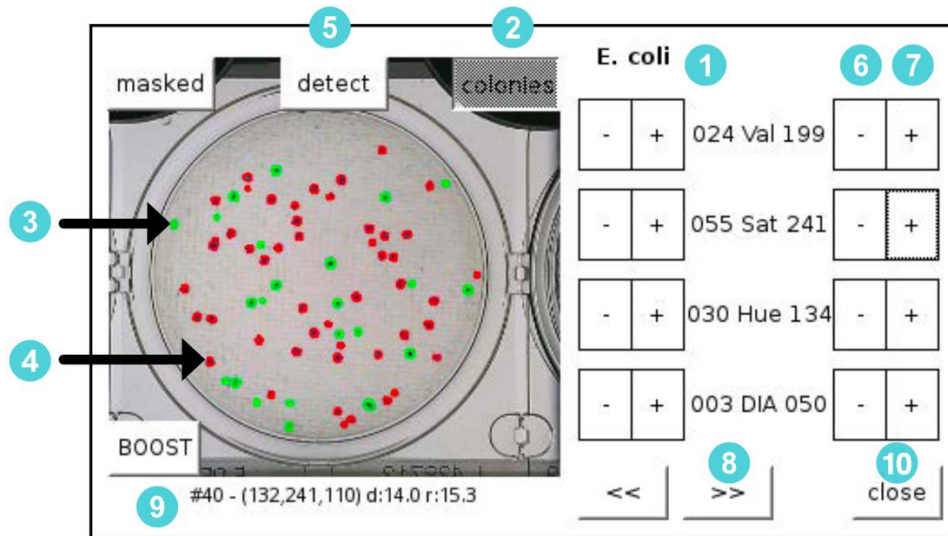 5
2
E. coli
1
6
7
masked
detect
colonies
- + 024 Val 199 - +
3
- + 055 Sat 241 - +
- + 030 Hue 134 - +
4
- + 003 DIA 050 - +
BOOST
8
10
9
#40 - (132,241,110) d:14.0 r:15.3
<<
>>
close